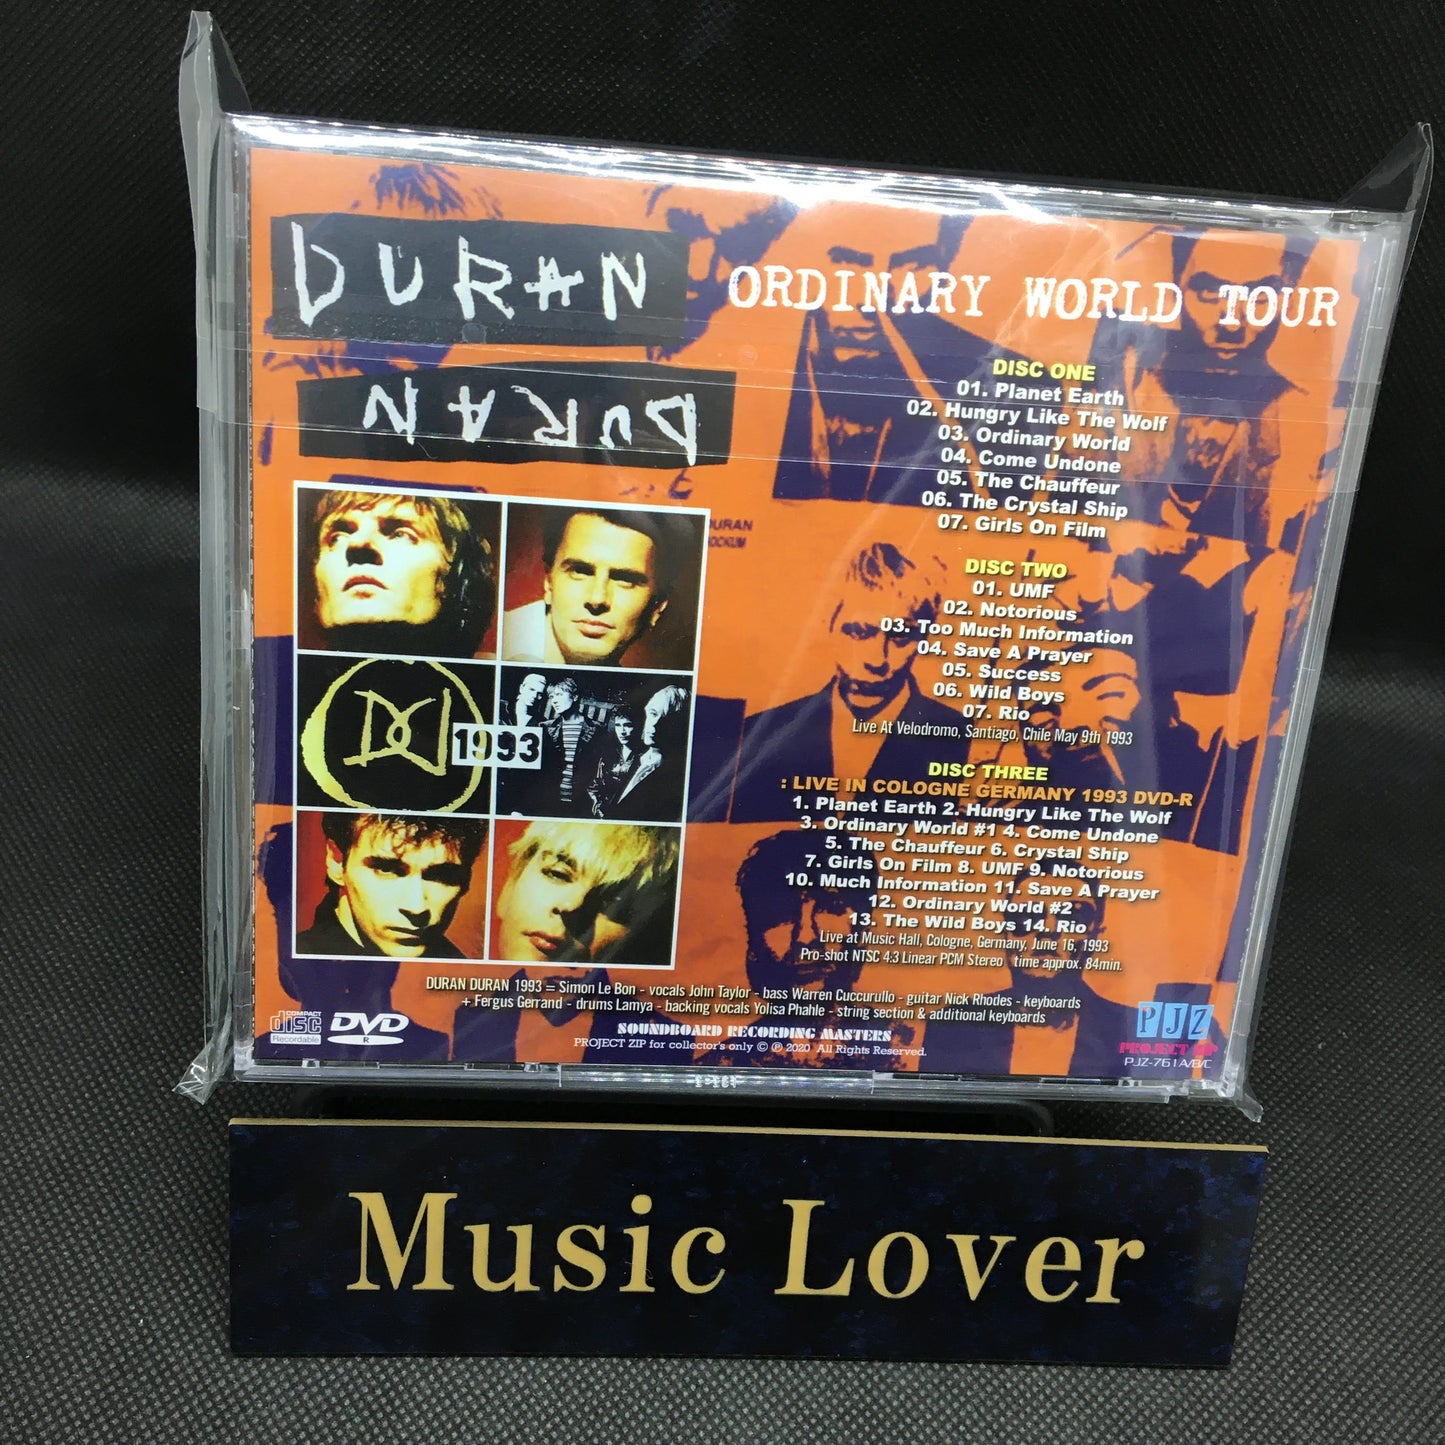 DURAN
DURAN
ORDINARY WORLD TOUR
DISC ONE
01. Planet Earth
02. Hungry Like The Wolf
03. Ordinary World
04. Come Undone
05. The Chauffeur
06. The Crystal Ship
07. Girls On Film
DURAN
DISC TWO
01. UMF
02. Notorious
03. Too Much Information
04. Save A Prayer
05. Success
06. Wild Boys
07. Rio
Live At Velodromo, Santiago, Chile May 9th 1993
1993
DISC THREE
: LIVE IN COLOGNE GERMANY 1993 DVD-R
1. Planet Earth 2. Hungry Like The Wolf
3. Ordinary World #1 4. Come Undone
5. The Chauffeur 6. Crystal Ship
7. Girls On Film 8. UMF 9. Notorious
10. Much Information 11. Save A Prayer
12. Ordinary World #2
13. The Wild Boys 14. Rio
Live at Music Hall, Cologne, Germany, June 16, 1993
Pro-shot NTSC 4:3 Linear PCM Stereo time approx. 84min.
DURAN DURAN 1993 = Simon Le Bon - vocals John Taylor - bass Warren Cuccurullo - guitar Nick Rhodes - keyboards
+ Fergus Gerrand - drums Lamya - backing vocals Yolisa Phahle - string section & additional keyboards
SOUNDBOARD RECORDING MASTERS
PROJECT ZIP for collector's only © ℗ 2020 All Rights Reserved.
COMPACT
disc
Recordable
DVD
R
PJZ
PROJECT ZIP
PJZ-761A/B/C
Music Lover